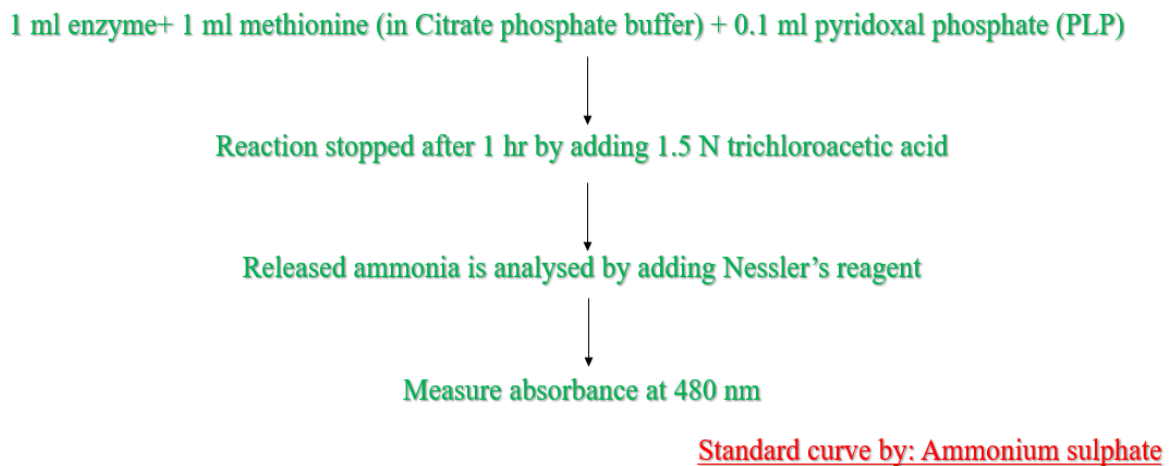 1 ml enzyme+ 1 ml methionine (in Citrate phosphate buffer) + 0.1 ml pyridoxal phosphate (PLP)
Reaction stopped after 1 hr by adding 1.5 N trichloroacetic acid
Released ammonia is analysed by adding Nessler’s reagent
Measure absorbance at 480 nm
Standard curve by: Ammonium sulphate